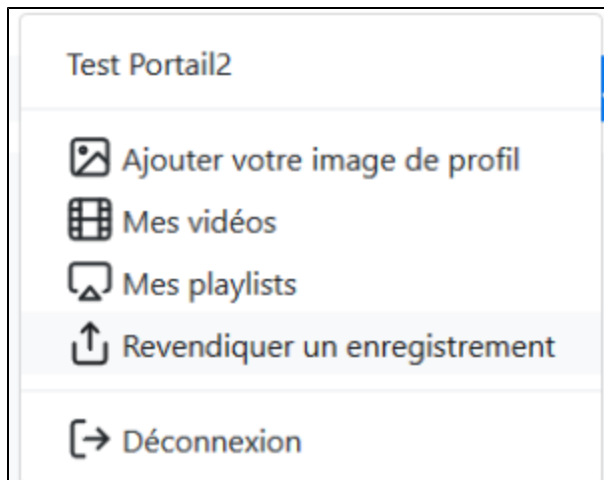 Test Portail2
Ajouter votre image de profil
Mes vidéos
Mes playlists
Revendiquer un enregistrement
Déconnexion